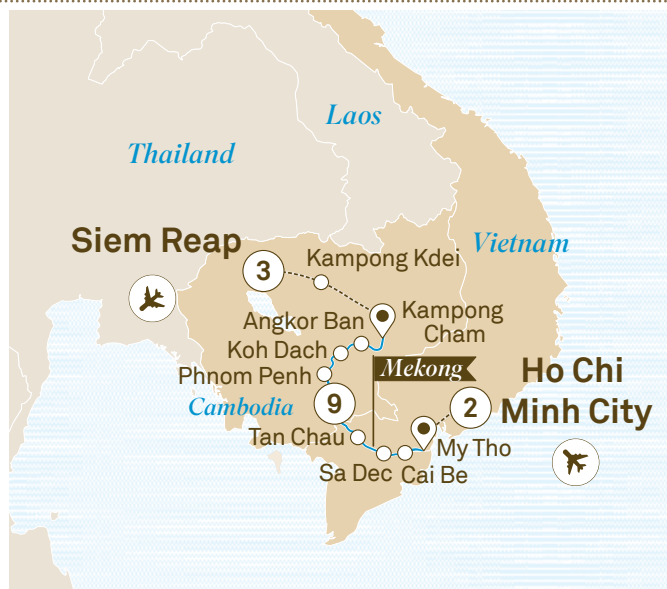 Laos
Thailand
Siem Reap
Vietnam
3
Kampong Kdei
Angkor Ban
Kampong
Cham
Koh Dach
Mekong
Phnom Penh
Ho Chi
Minh City
Cambodia
9
2
Tan Chau
My Tho
Sa Dec
Cai Be